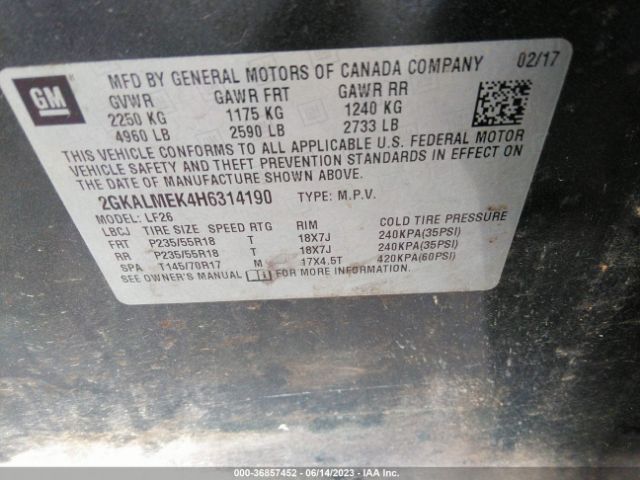 GM
MFD BY GENERAL MOTORS OF CANADA COMPANY 02/17
GVWR GAWR FRT GAWR RR
2250 KG 1175 KG 1240 KG
4960 LB 2590 LB 2733 LB
THIS VEHICLE CONFORMS TO ALL APPLICABLE U.S. FEDERAL MOTOR
VEHICLE SAFETY AND THEFT PREVENTION STANDARDS IN EFFECT ON
THE DATE OF MANUFACTURE SHOWN ABOVE.
2GKALMEK4H6314190 TYPE: M.P.V.
MODEL: LF26
LBCJ TIRE SIZE SPEED RTG RIM COLD TIRE PRESSURE
FRT P235/55R18 T 18X7J 240KPA(35PSI)
RR P235/55R18 T 18X7J 240KPA(35PSI)
SPA T145/70R17 M 17X4.5T 420KPA(60PSI)
SEE OWNER'S MANUAL i FOR MORE INFORMATION.
000-36857452 - 06/14/2023 - IAA Inc.